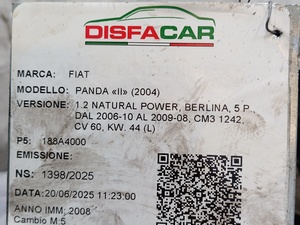 DISFACAR
MARCA: FIAT
MODELLO: PANDA «II» (2004)
VERSIONE: 1.2 NATURAL POWER, BERLINA, 5 P.,
DAL 2006-10 AL 2009-08, CM3 1242,
CV 60, KW. 44 (L)
P5: 188A4000
EMISSIONE:
NS: 1398/2025
DATA:20/06/2025 11:23:00
ANNO IMM: 2008
Cambio M.5